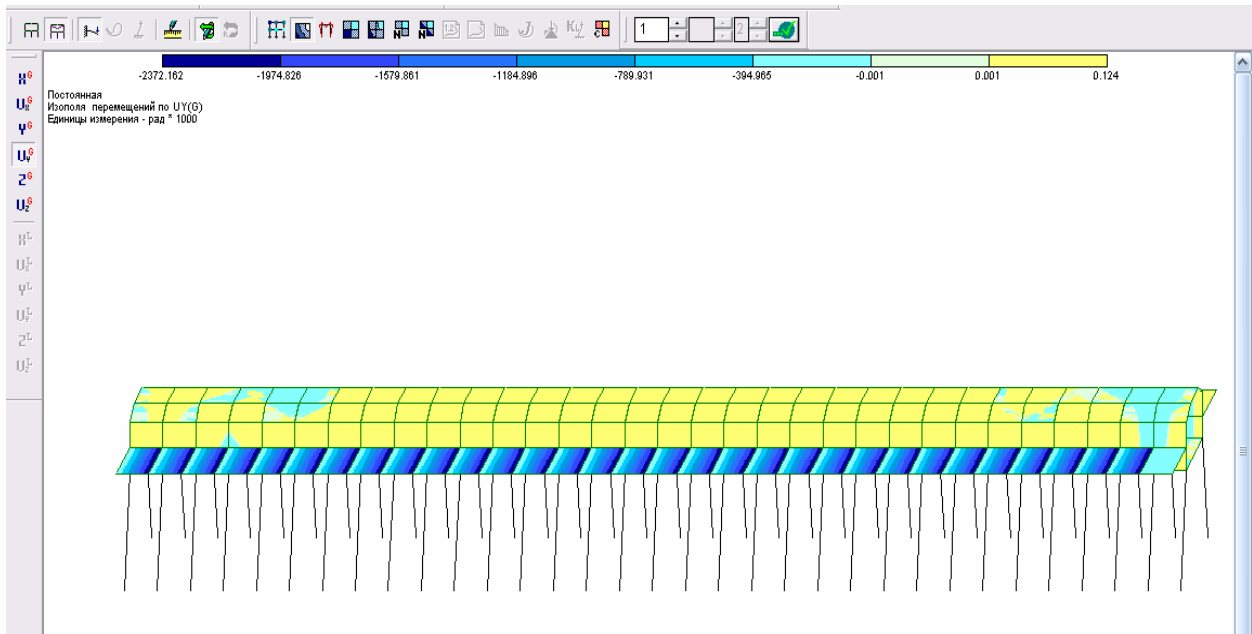 1
2
-2372.162 -1974.826 -1579.861 -1184.896 -789.931 -394.965 -0.001 0.001 0.124
Постоянная
Изополя перемещений по UY(G)
Единицы измерения - рад * 1000